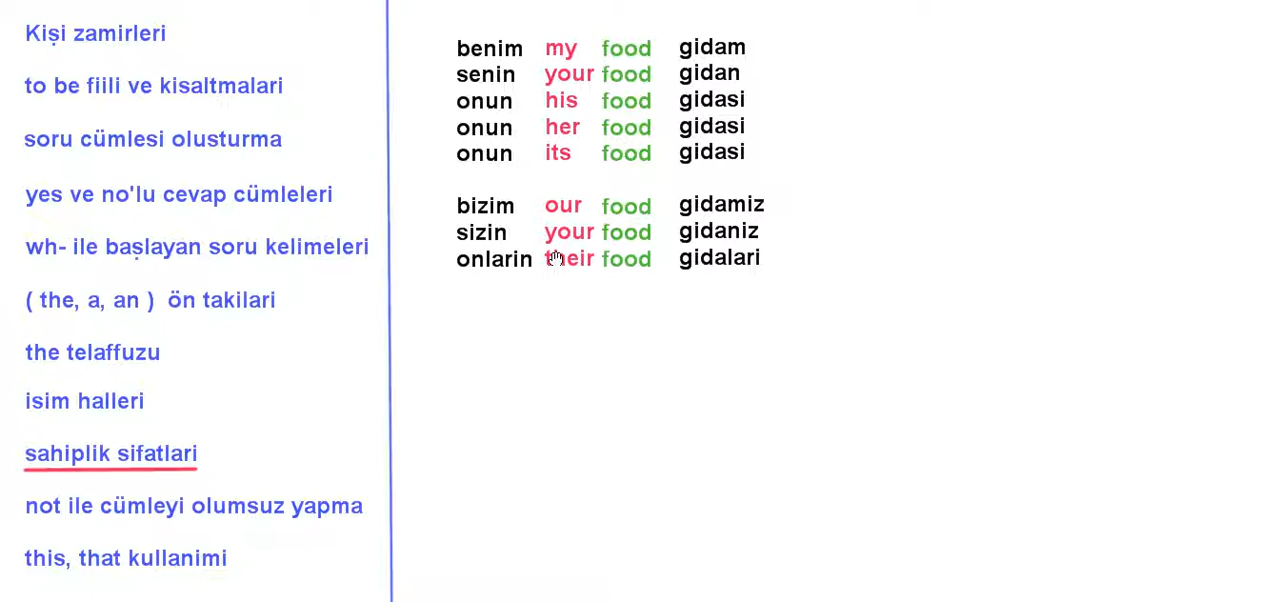 Kişi zamirleri
to be fiili ve kisaltmalari
soru cümlesi olusturma
yes ve no'lu cevap cümleleri
wh- ile başlayan soru kelimeleri
( the, a, an ) ön takilari
the telaffuzu
isim halleri
sahiplik sifatlari
not ile cümleyi olumsuz yapma
this, that kullanimi
benim my food gidam
senin your food gidan
onun his food gidasi
onun her food gidasi
onun its food gidasi
bizim our food gidamiz
sizin your food gidaniz
onlarin their food gidalari